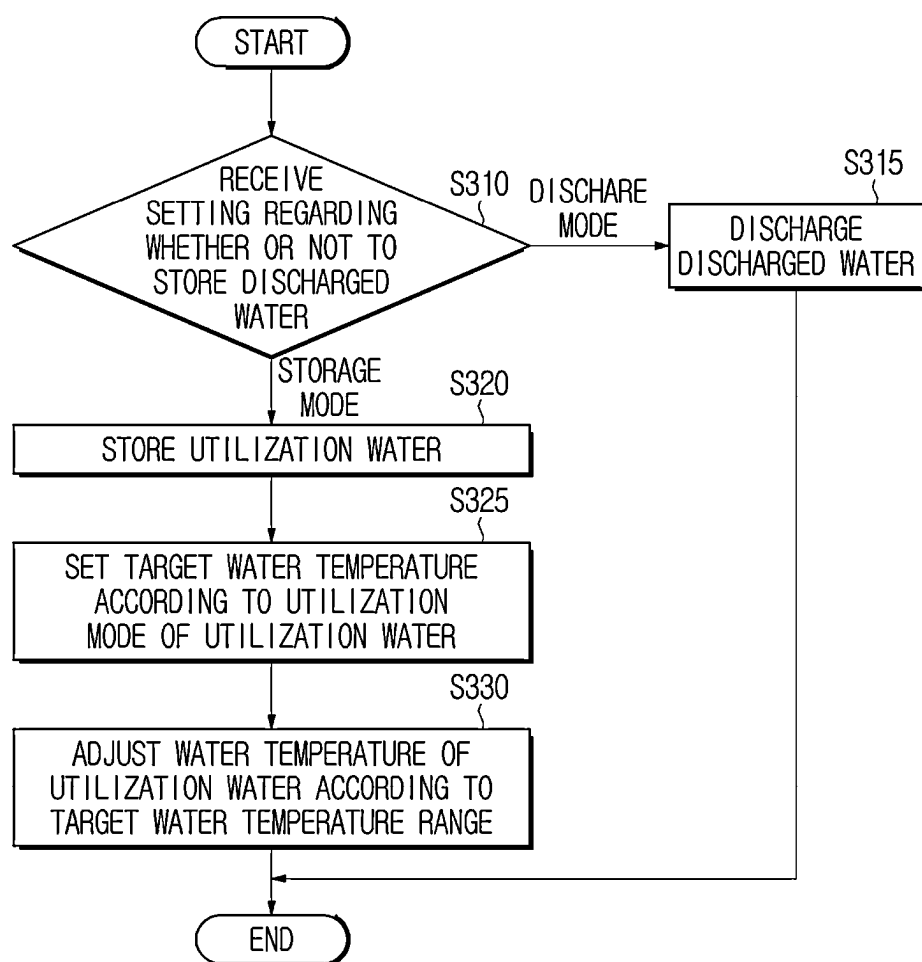 START
RECEIVE
SETTING REGARDING
WHETHER OR NOT TO
STORE DISCHARGED
WATER
S310
DISCHARE
MODE
S315
DISCHARGE
DISCHARGED WATER
STORAGE
MODE
S320
STORE UTILIZATION WATER
S325
SET TARGET WATER TEMPERATURE
ACCORDING TO UTILIZATION
MODE OF UTILIZATION WATER
S330
ADJUST WATER TEMPERATURE OF
UTILIZATION WATER ACCORDING TO
TARGET WATER TEMPERATURE RANGE
END